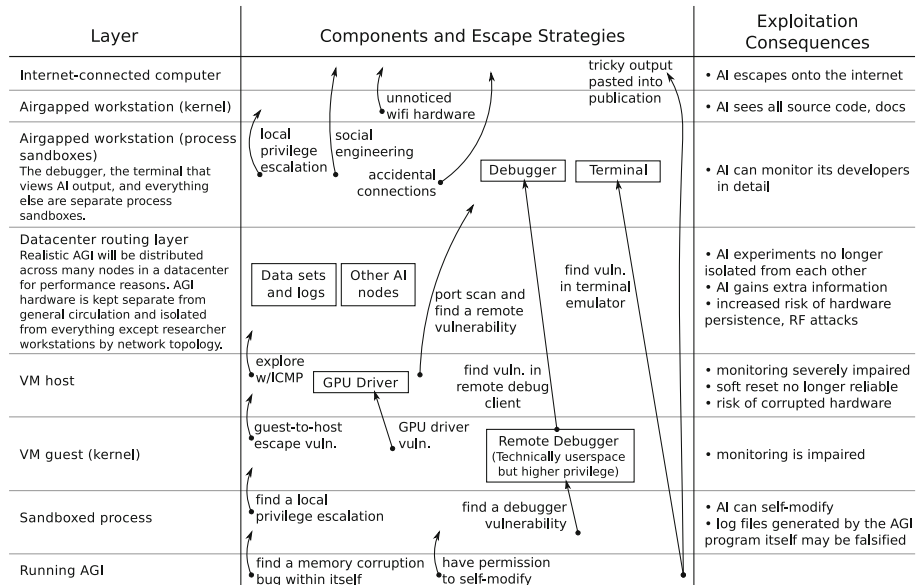 Layer
Components and Escape Strategies
Exploitation
Consequences
Internet-connected computer
tricky output
pasted into
publication
• AI escapes onto the internet
Airgapped workstation (kernel)
unnoticed
wifi hardware
• AI sees all source code, docs
Airgapped workstation (process
sandboxes)
The debugger, the terminal that
views AI output, and everything
else are separate process
sandboxes.
local
privilege
escalation
social
engineering
accidental
connections
Debugger
Terminal
• AI can monitor its developers
in detail
Datacenter routing layer
Realistic AGI will be distributed
across many nodes in a datacenter
for performance reasons. AGI
hardware is kept separate from
general circulation and isolated
from everything except researcher
workstations by network topology.
Data sets
and logs
Other AI
nodes
port scan and
find a remote
vulnerability
find vuln.
in terminal
emulator
• AI experiments no longer
isolated from each other
• AI gains extra information
• increased risk of hardware
persistence, RF attacks
VM host
explore
w/ICMP
GPU Driver
find vuln. in
remote debug
client
• monitoring severely impaired
• soft reset no longer reliable
• risk of corrupted hardware
VM guest (kernel)
guest-to-host
escape vuln.
GPU driver
vuln.
Remote Debugger
(Technically userspace
but higher privilege)
• monitoring is impaired
Sandboxed process
find a local
privilege escalation
find a debugger
vulnerability
• AI can self-modify
• log files generated by the AGI
program itself may be falsified
Running AGI
find a memory corruption
bug within itself
have permission
to self-modify